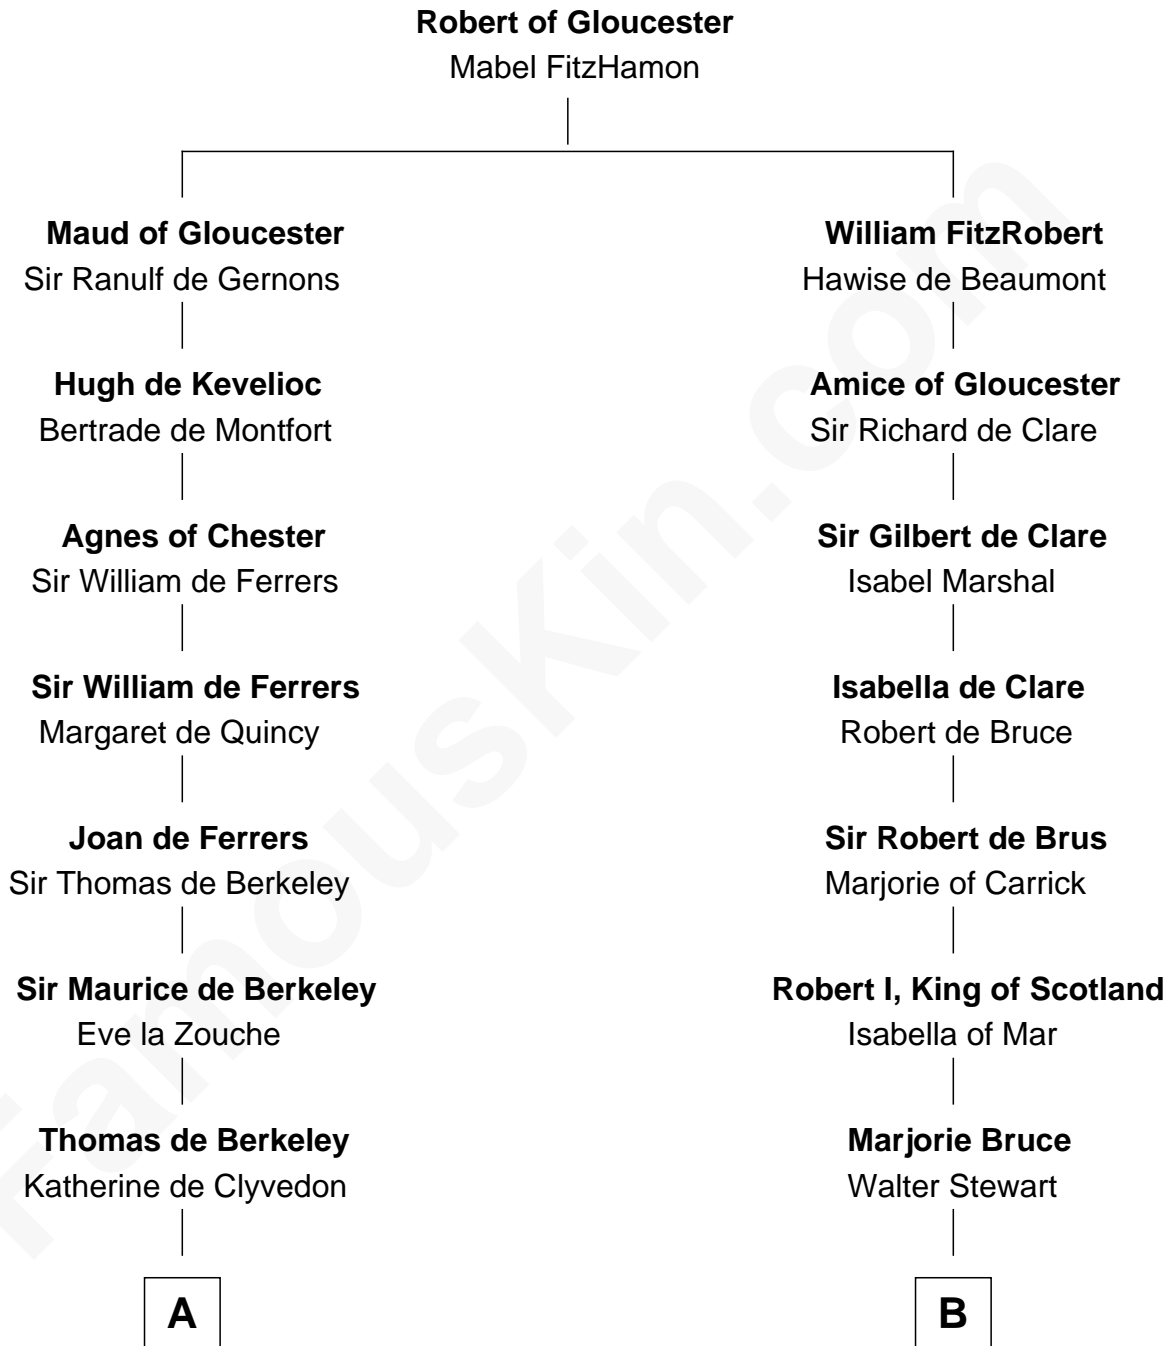 Robert of Gloucester
Mabel FitzHamon
Maud of Gloucester
Sir Ranulf de Gernons
William FitzRobert
Hawise de Beaumont
Hugh de Kevelioc
Bertrade de Montfort
Amice of Gloucester
Sir Richard de Clare
Agnes of Chester
Sir William de Ferrers
Sir Gilbert de Clare
Isabel Marshal
Sir William de Ferrers
Margaret de Quincy
Isabella de Clare
Robert de Bruce
Joan de Ferrers
Sir Thomas de Berkeley
Sir Robert de Brus
Marjorie of Carrick
Sir Maurice de Berkeley
Eve la Zouche
Robert I, King of Scotland
Isabella of Mar
Thomas de Berkeley
Katherine de Clyvedon
Marjorie Bruce
Walter Stewart
A
B
FamousKin.com